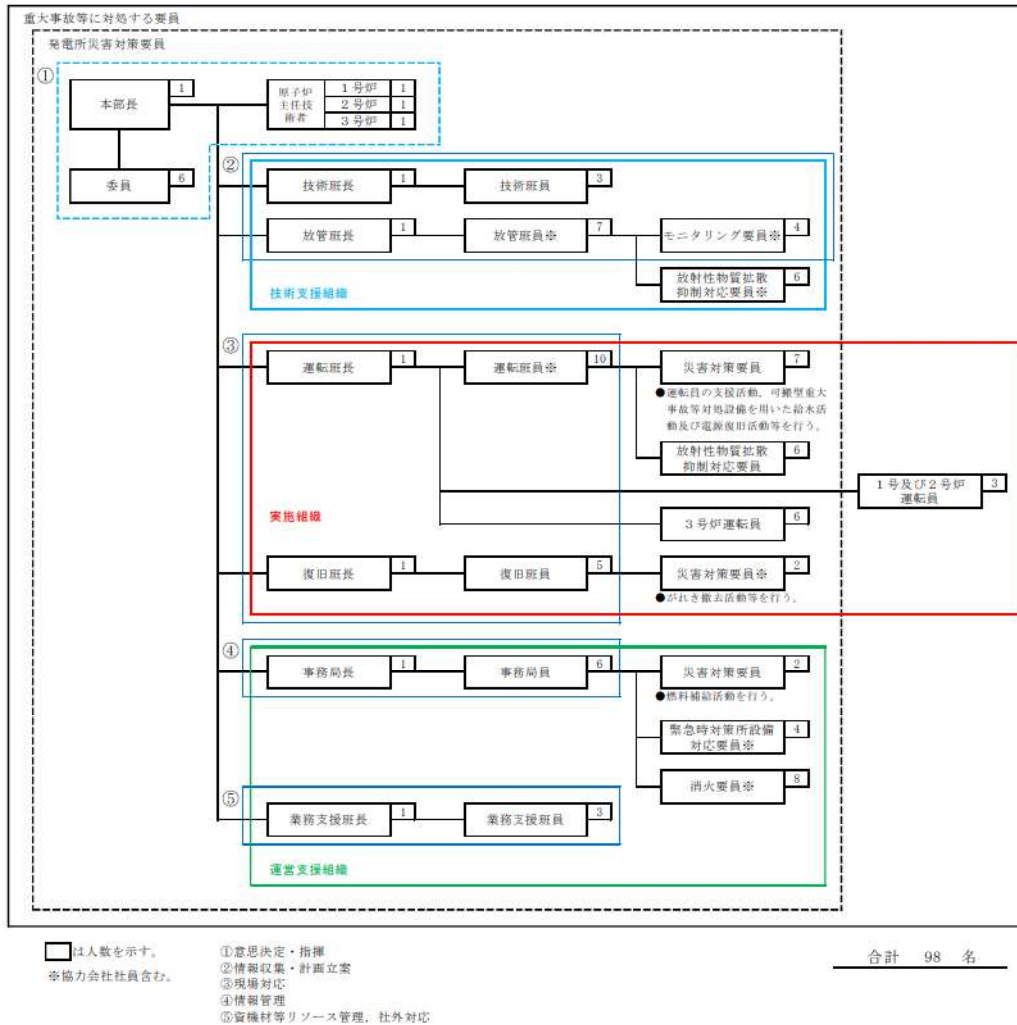 重大事故等に対処する要員
発電所災害対策要員
①
本部長
1
原子炉
主任技
術者
1号炉
1
2号炉
1
3号炉
1
委員
6
②
技術班長
1
技術班員
3
放管班長
1
放管班員※
7
モニタリング要員※
4
放射性物質拡散
抑制対応要員※
6
技術支援組織
③
運転班長
1
運転班員※
10
災害対策要員
7
●運転員の支援活動、可搬型重大
事故等対処設備を用いた給水活
動及び電源復旧活動等を行う。
放射性物質拡散
抑制対応要員
6
1号及び2号炉
運転員
3
実施組織
3号炉運転員
6
復旧班長
1
復旧班員
5
災害対策要員※
2
●がれき撤去活動等を行う。
④
事務局長
1
事務局員
6
災害対策要員
2
●燃料補給活動を行う。
緊急時対策所設備
対応要員※
4
消火要員※
8
⑤
業務支援班長
1
業務支援班員
3
運営支援組織
は人数を示す。
※協力会社社員含む。
①意思決定・指揮
②情報収集・計画立案
③現場対応
④情報管理
⑤資機材等リソース管理、社外対応
合計 98 名